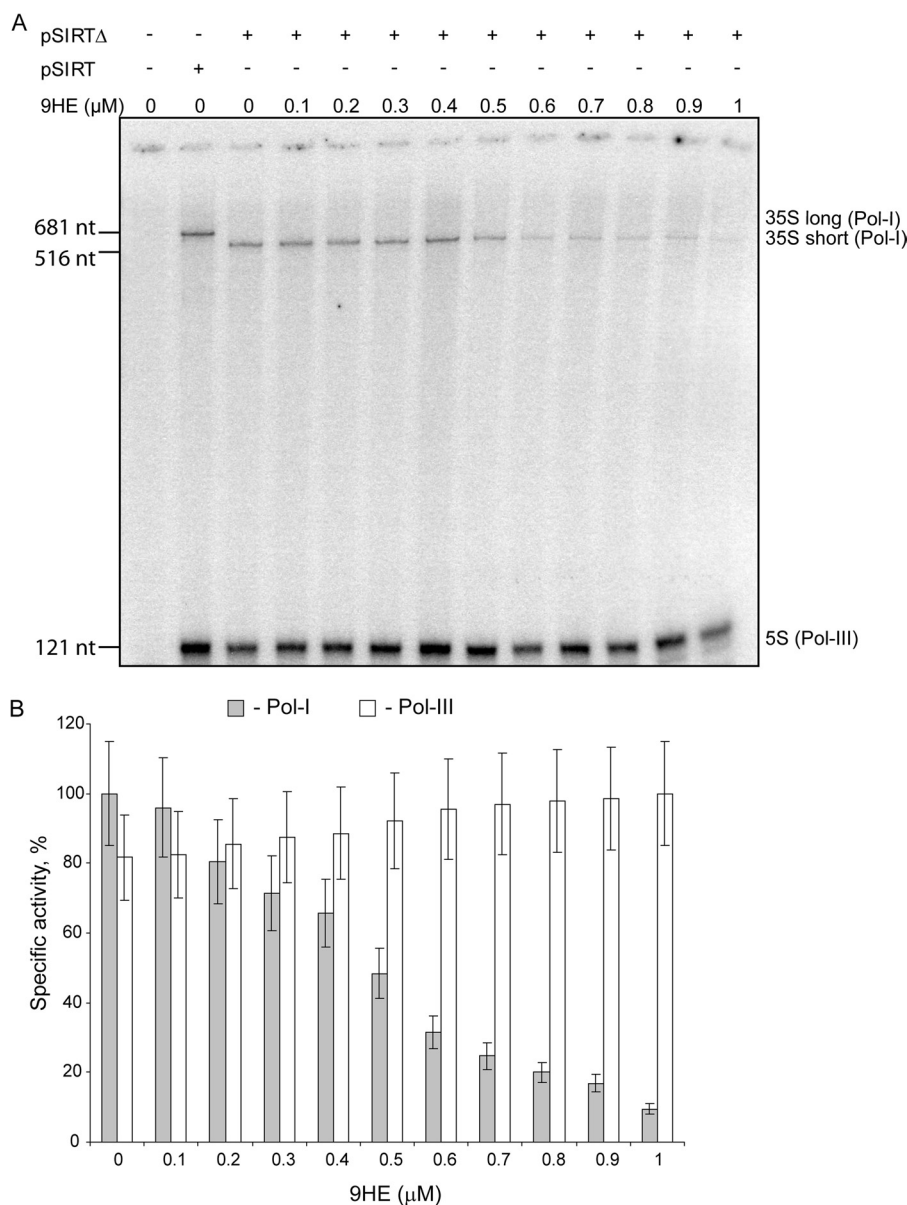 A
pSIRTΔ - - + + + + + + + + + + +
pSIRT - + - - - - - - - - - - -
9HE (μM) 0 0 0 0.1 0.2 0.3 0.4 0.5 0.6 0.7 0.8 0.9 1
681 nt
516 nt
35S long (Pol-I)
35S short (Pol-I)
121 nt
5S (Pol-III)
B
- Pol-I - Pol-III
120
100
80
60
40
20
0
Specific activity, %
0 0.1 0.2 0.3 0.4 0.5 0.6 0.7 0.8 0.9 1
9HE (μM)